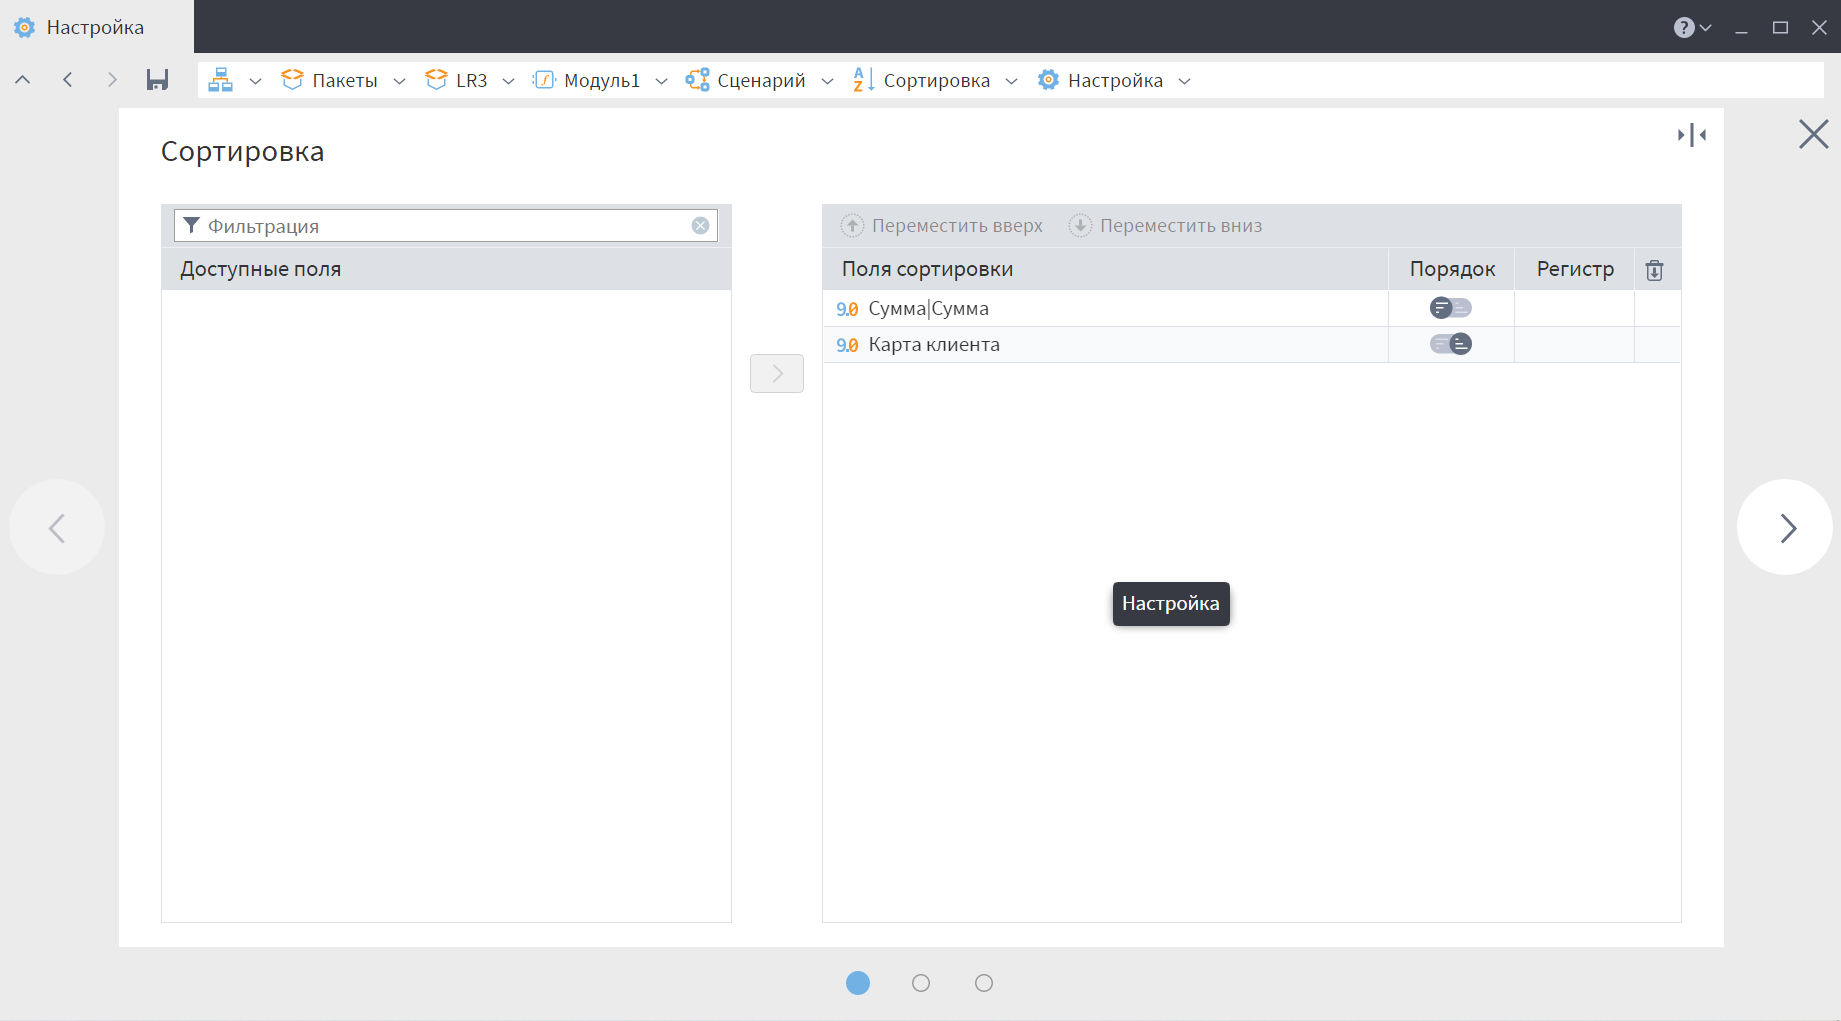 Настройка
?
Пакеты LR3 Модуль1 Сценарий Сортировка Настройка
Сортировка
Фильтрация
Доступные поля
Переместить вверх Переместить вниз
Поля сортировки Порядок Регистр
9.0 Сумма|Сумма
9.0 Карта клиента
Настройка